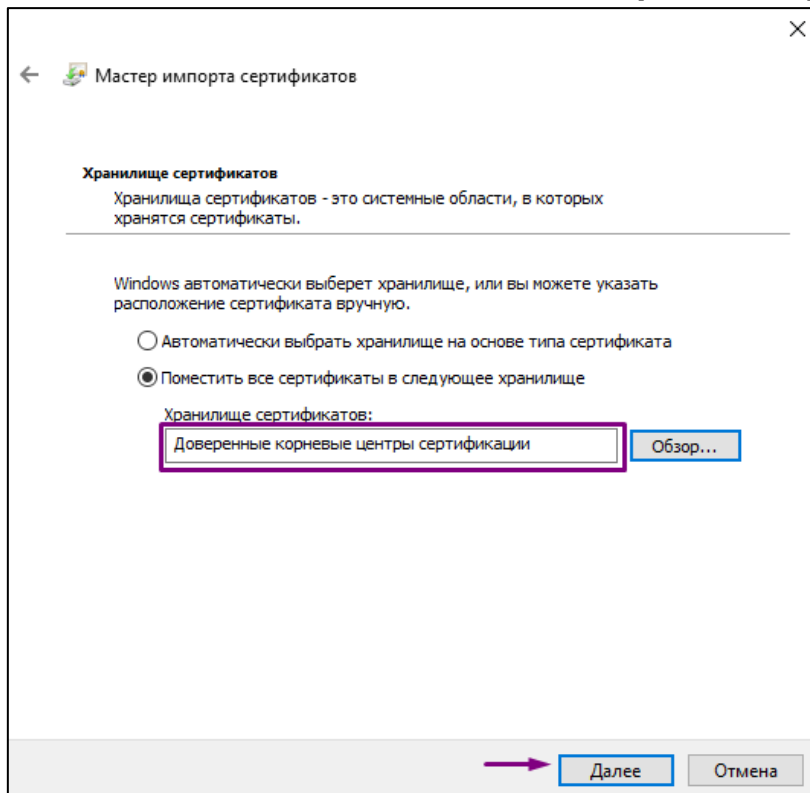 Мастер импорта сертификатов
Хранилище сертификатов
Хранилища сертификатов - это системные области, в которых
хранятся сертификаты.
Windows автоматически выберет хранилище, или вы можете указать
расположение сертификата вручную.
Автоматически выбрать хранилище на основе типа сертификата
Поместить все сертификаты в следующее хранилище
Хранилище сертификатов:
Доверенные корневые центры сертификации
Обзор...
Далее
Отмена